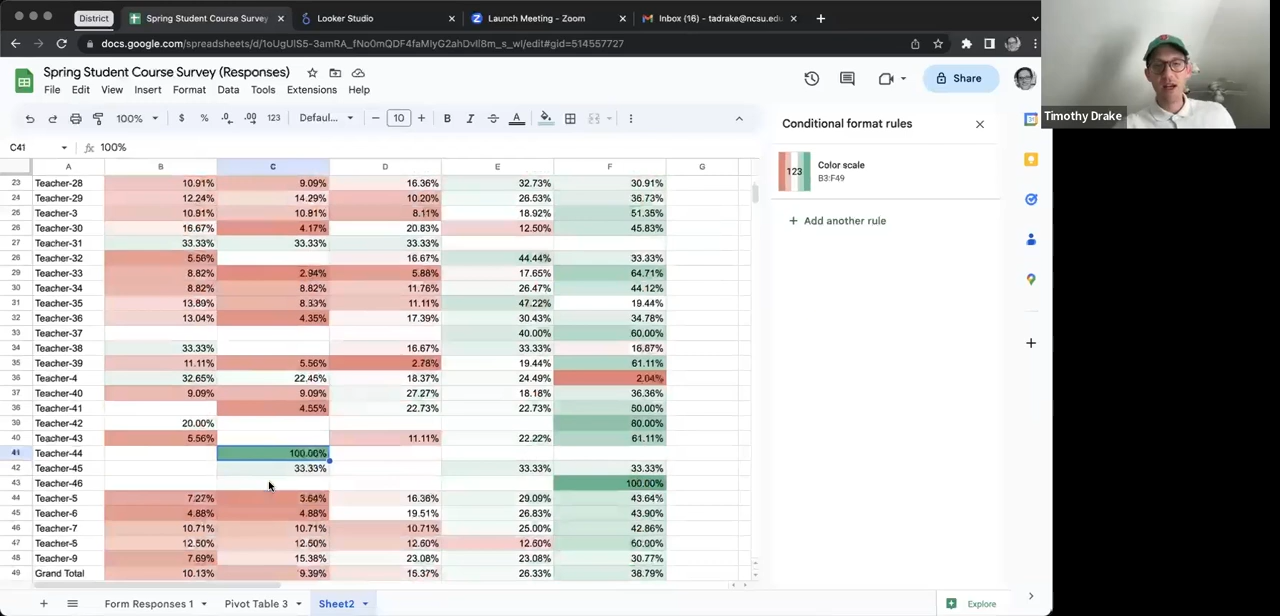 District
Spring Student Course Survey
Looker Studio
Launch Meeting - Zoom
Inbox (16) - tadrake@ncsu.edu
docs.google.com/spreadsheets/d/1oUgUIS5-3amRA_fNo0mQDF4faMIyG2ahDvIl8m_s_wI/edit#gid=514557727
Spring Student Course Survey (Responses)
File Edit View Insert Format Data Tools Extensions Help
Share
Timothy Drake
100% $ % .0 .00 123 Defaul... 10 B I A
C41 fx 100%
Conditional format rules
123
Color scale
B3:F49
Add another rule
A B C D E F G
23 Teacher-28 10.91% 9.09% 16.36% 32.73% 30.91%
24 Teacher-29 12.24% 14.29% 10.20% 26.53% 36.73%
25 Teacher-3 10.81% 10.81% 8.11% 18.92% 51.35%
26 Teacher-30 16.67% 4.17% 20.83% 12.50% 45.83%
27 Teacher-31 33.33% 33.33% 33.33%
28 Teacher-32 5.56% 16.67% 44.44% 33.33%
29 Teacher-33 8.82% 2.94% 5.88% 17.65% 64.71%
30 Teacher-34 8.82% 8.82% 11.76% 26.47% 44.12%
31 Teacher-35 13.89% 8.33% 11.11% 47.22% 19.44%
32 Teacher-36 13.04% 4.35% 17.39% 30.43% 34.78%
33 Teacher-37 40.00% 60.00%
34 Teacher-38 33.33% 16.67% 33.33% 16.67%
35 Teacher-39 11.11% 5.56% 2.78% 19.44% 61.11%
36 Teacher-4 32.65% 22.45% 18.37% 24.49% 2.04%
37 Teacher-40 9.09% 9.09% 27.27% 18.18% 36.36%
38 Teacher-41 4.55% 22.73% 22.73% 50.00%
39 Teacher-42 20.00% 80.00%
40 Teacher-43 5.56% 11.11% 22.22% 61.11%
41 Teacher-44 100.00%
42 Teacher-45 33.33% 33.33% 33.33%
43 Teacher-46 100.00%
44 Teacher-5 7.27% 3.64% 16.36% 29.09% 43.64%
45 Teacher-6 4.88% 4.88% 19.51% 26.83% 43.90%
46 Teacher-7 10.71% 10.71% 10.71% 25.00% 42.86%
47 Teacher-8 12.50% 12.50% 12.50% 12.50% 50.00%
48 Teacher-9 7.69% 15.38% 23.08% 23.08% 30.77%
49 Grand Total 10.13% 9.39% 15.37% 26.33% 38.79%
Form Responses 1 Pivot Table 3 Sheet2
Explore